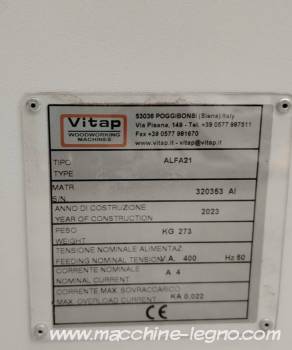 Vitap
WOODWORKING
MACHINES
53036 POGGIBONSI (Siena) Italy
Via Pisana, 149 - Tel. +39 0577 987511
Fax +39 0577 981670
www.vitap.it - vitap@vitap.it
TIPO
TYPE
ALFA21
MATR
S/N.
320353 AI
ANNO DI COSTRUZIONE
YEAR OF CONSTRUCTION
2023
PESO
WEIGHT
KG 273
TENSIONE NOMINALE ALIMENTAZ.
FEEDING NOMINAL TENSION
V.A. 400 Hz 50
CORRENTE NOMINALE
NOMINAL CURRENT
A 4
CORRENTE MAX. SOVRACCARICO
MAX. OVERLOAD CURRENT
KA 0.022
CE
www.macchine-legno.com